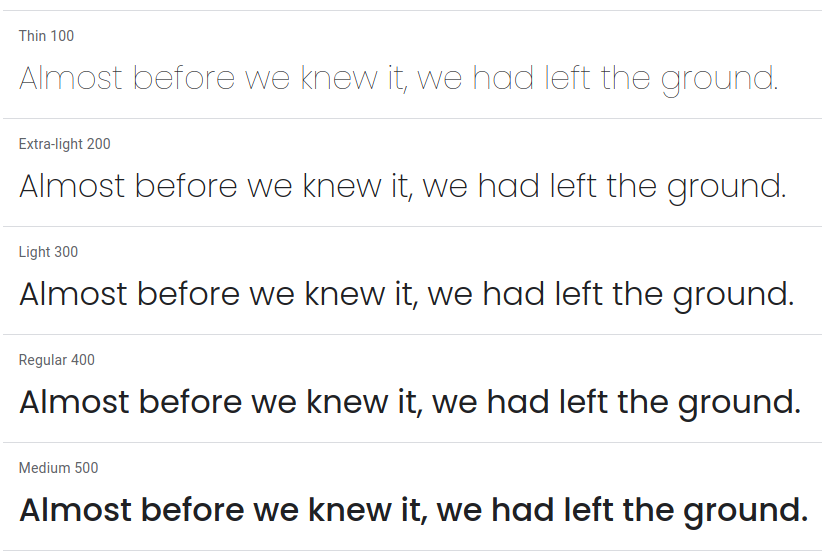 Thin 100
Almost before we knew it, we had left the ground.
Extra-light 200
Almost before we knew it, we had left the ground.
Light 300
Almost before we knew it, we had left the ground.
Regular 400
Almost before we knew it, we had left the ground.
Medium 500
Almost before we knew it, we had left the ground.